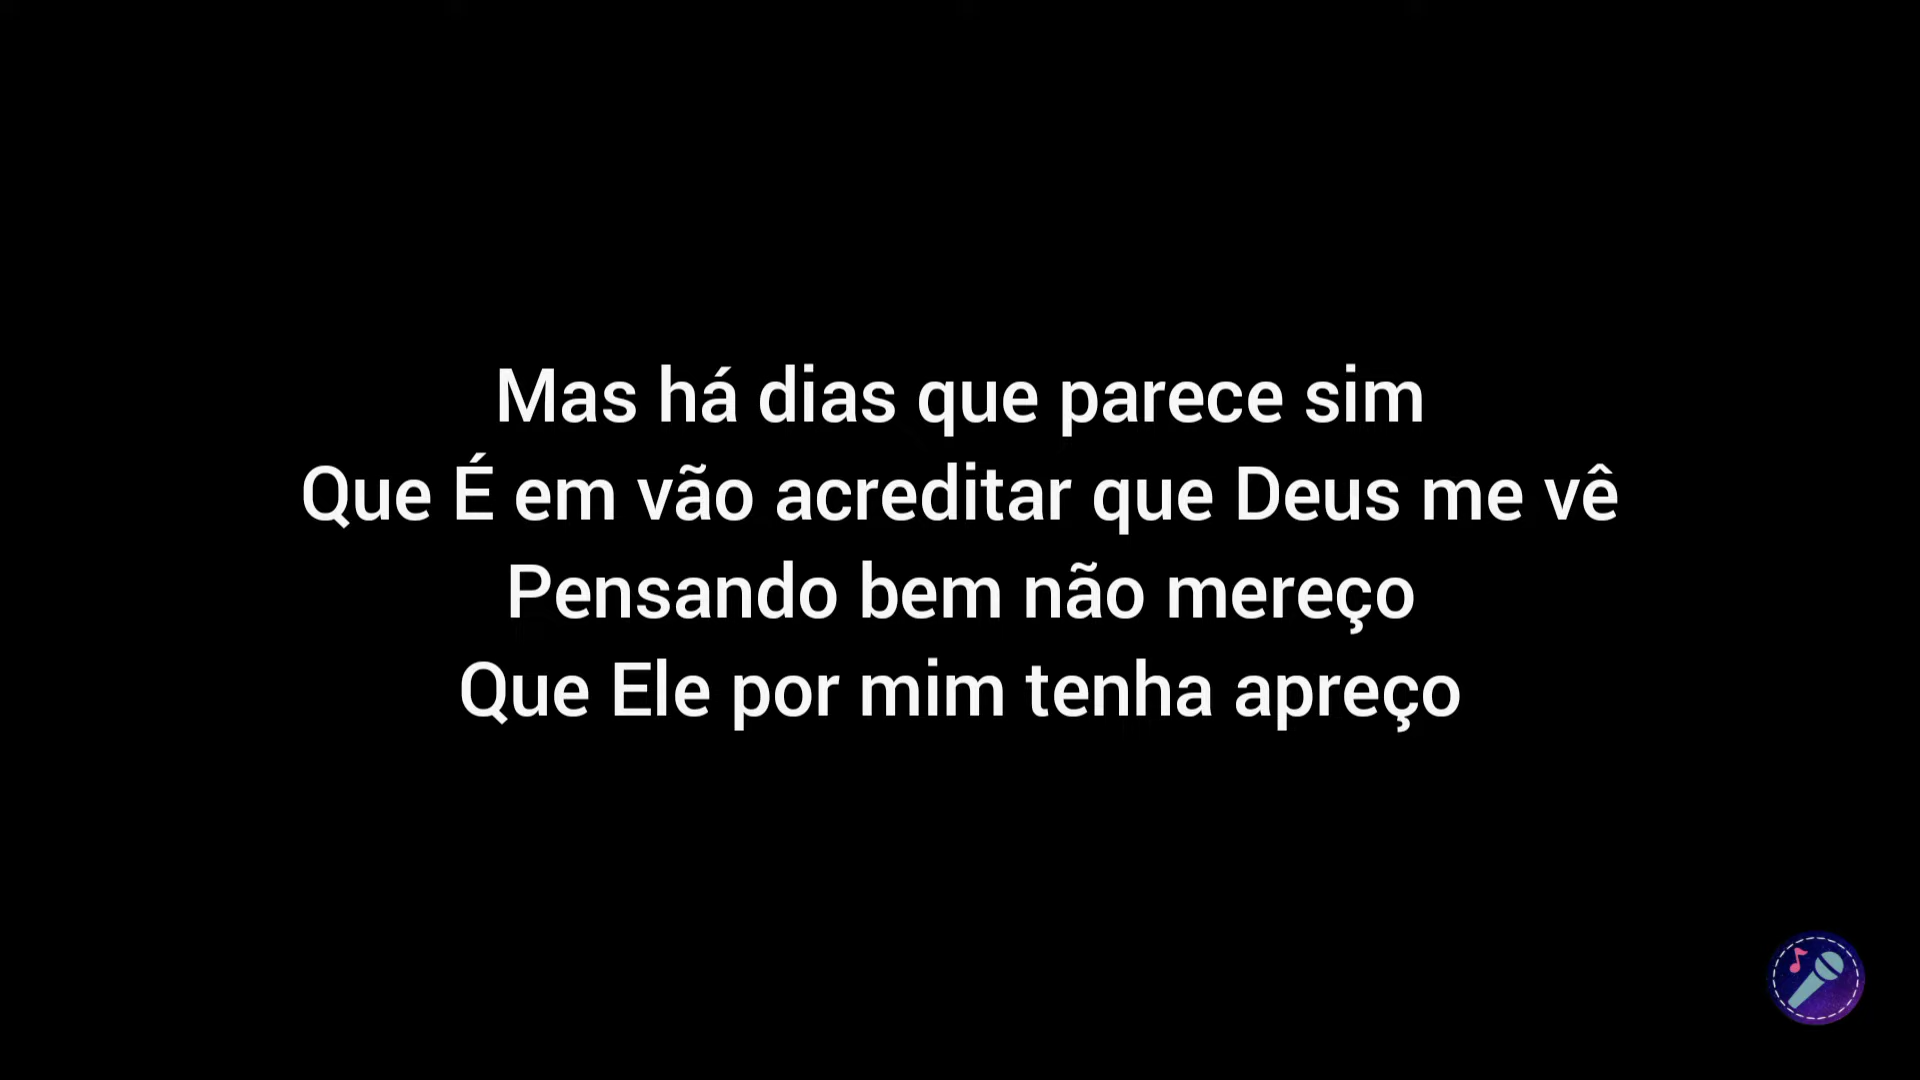 Mas há dias que parece sim
Que É em vão acreditar que Deus me vê
Pensando bem não mereço
Que Ele por mim tenha apreço